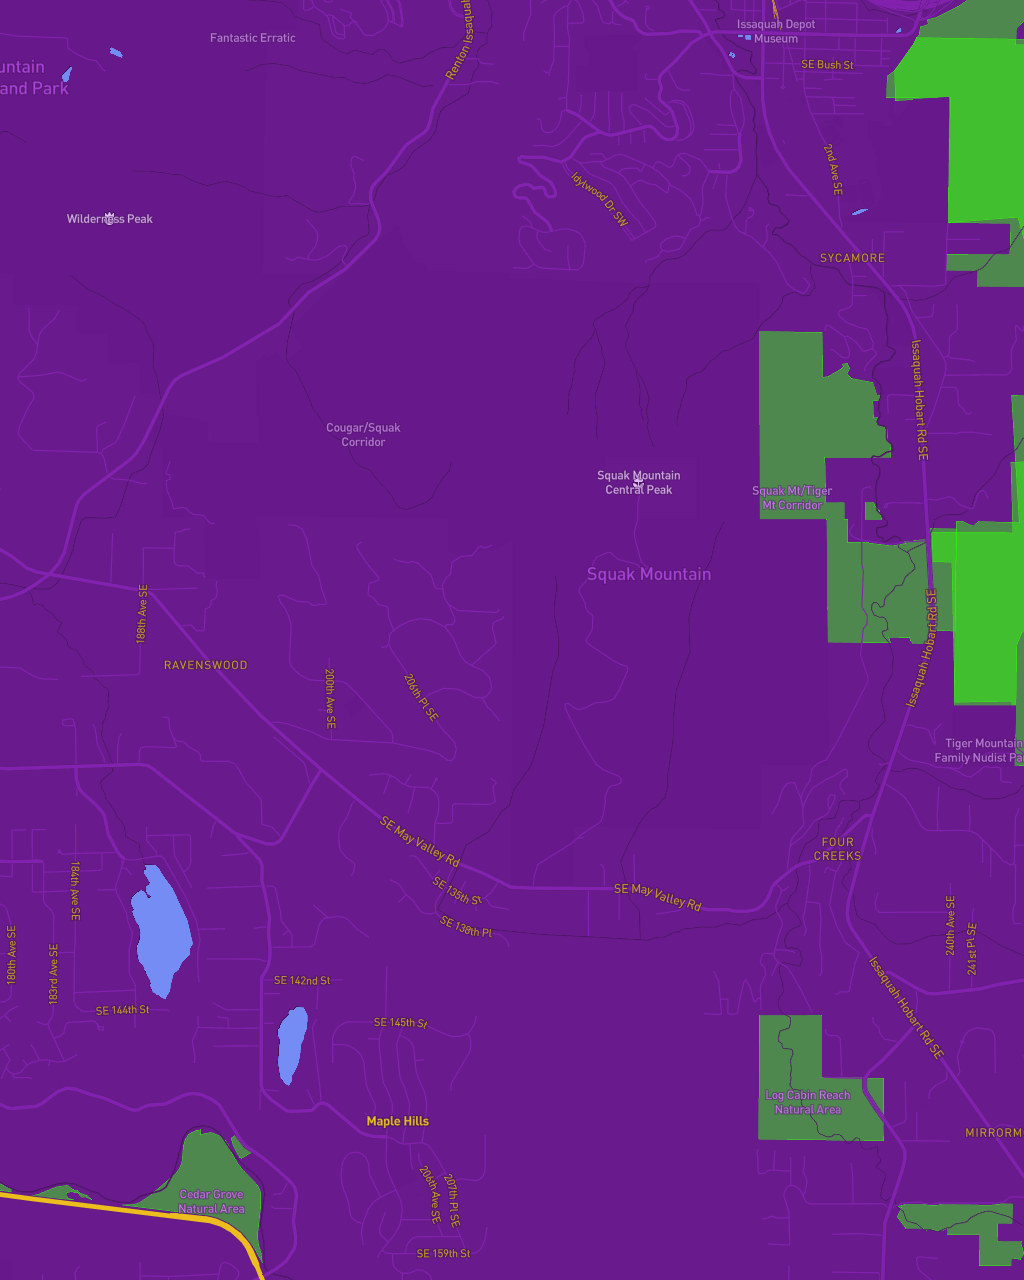 Fantastic Erratic
Renton Issa
Issaquah Depot
Museum
SE Bush St
and Park
2nd Ave SE
Idylwood Dr SW
Wilderness Peak
SYCAMORE
Issaquah Hobart Rd SE
Cougar/Squak
Corridor
Squak Mountain
Central Peak
Squak Mt/Tiger
Mt Corridor
Squak Mountain
188th Ave SE
Issaquah Hobart Rd SE
RAVENSWOOD
200th Ave SE
206th Pl SE
Tiger Mountain
Family Nudist
SE May Valley Rd
FOUR
CREEKS
184th Ave SE
SE 135th St
SE May Valley Rd
SE 138th Pl
180th Ave SE
183rd Ave SE
240th Ave SE
241st Pl SE
SE 142nd St
SE 144th St
SE 145th St
Issaquah Hobart Rd SE
Log Cabin Reach
Natural Area
Maple Hills
MIRRORM
Cedar Grove
Natural Area
206th Ave SE
207th Pl SE
SE 159th St